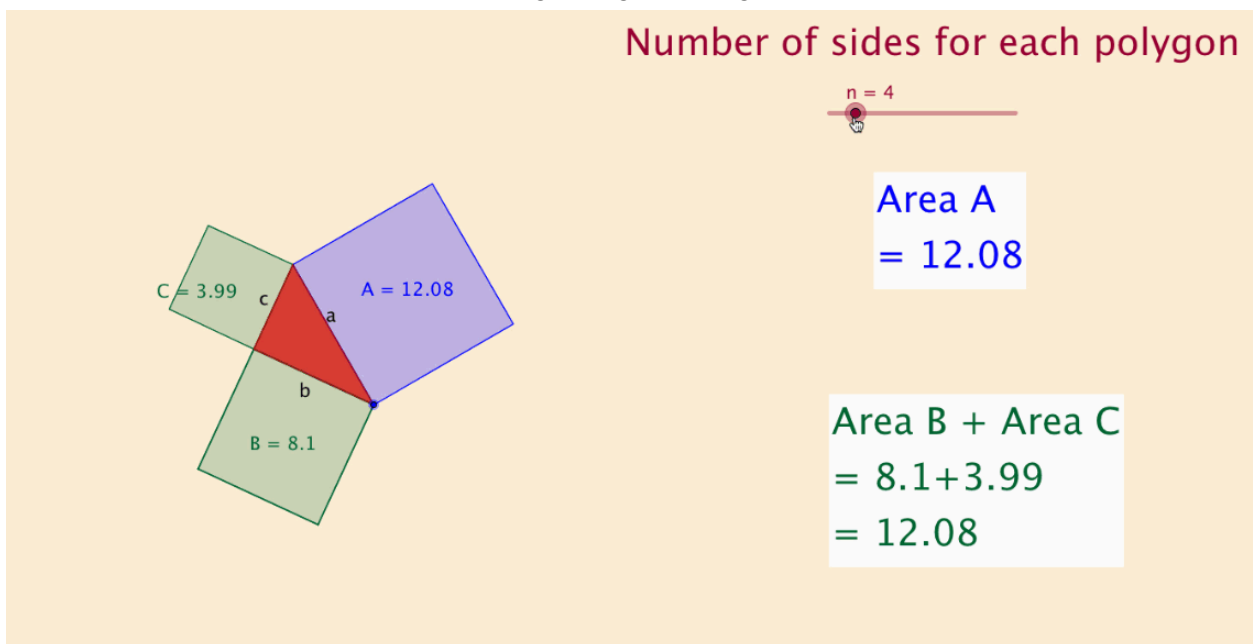 Number of sides for each polygon
n = 4
Area A
= 12.08
C = 3.99
c
A = 12.08
a
b
B = 8.1
Area B + Area C
= 8.1+3.99
= 12.08